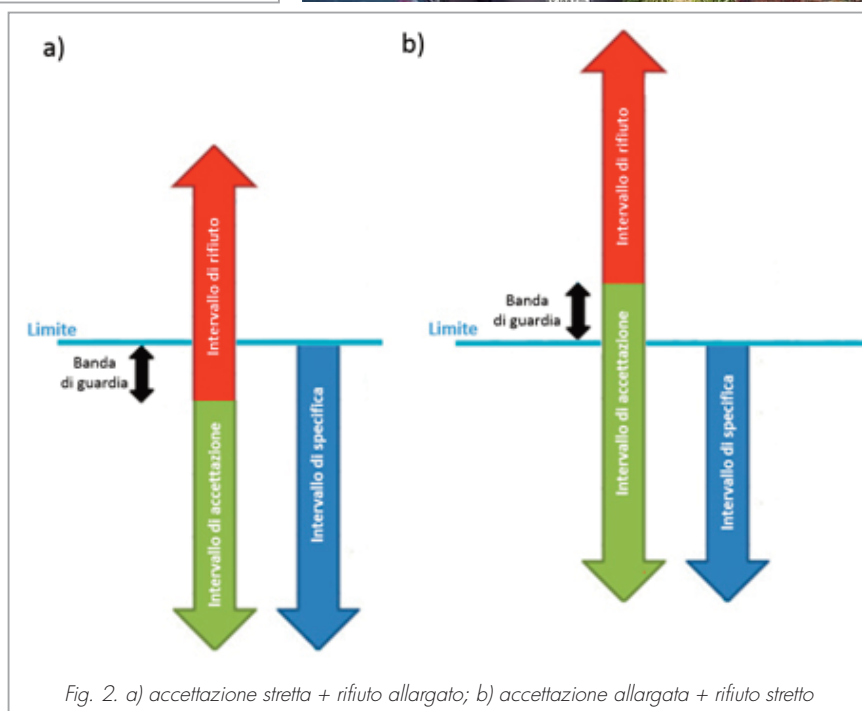 a)
Intervallo di rifiuto
Limite
Banda
di guardia
Intervallo di accettazione
Intervallo di specifica
b)
Intervallo di rifiuto
Banda
di guardia
Limite
Intervallo di accettazione
Intervallo di specifica
Fig. 2. a) accettazione stretta + rifiuto allargato; b) accettazione allargata + rifiuto stretto